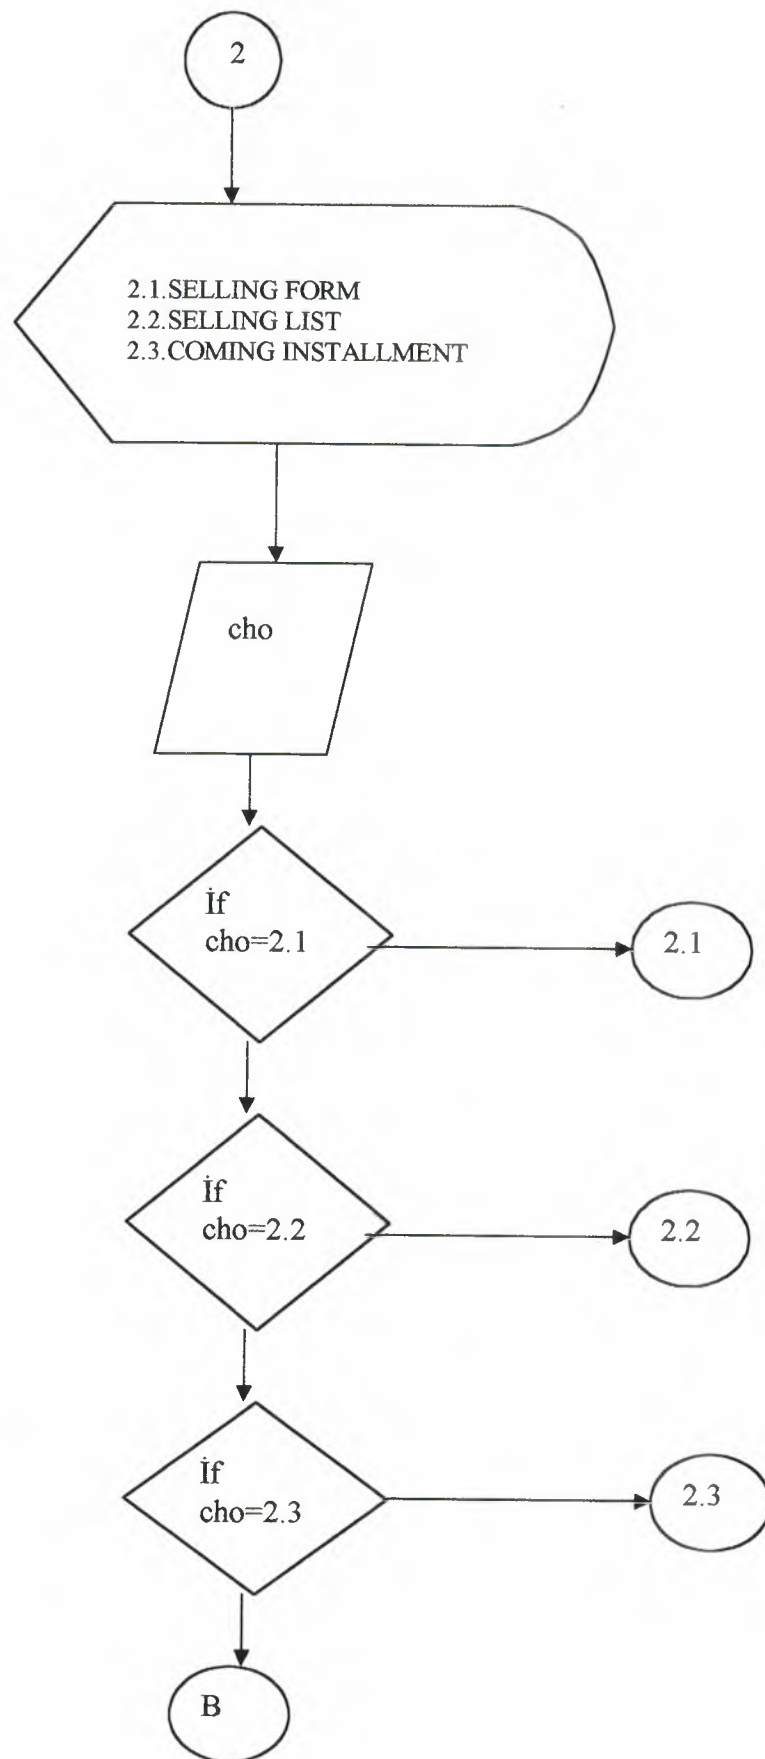 2
2.1.SELLING FORM
2.2.SELLING LIST
2.3.COMING INSTALLMENT
cho
İf
cho=2.1
2.1
İf
cho=2.2
2.2
İf
cho=2.3
2.3
B